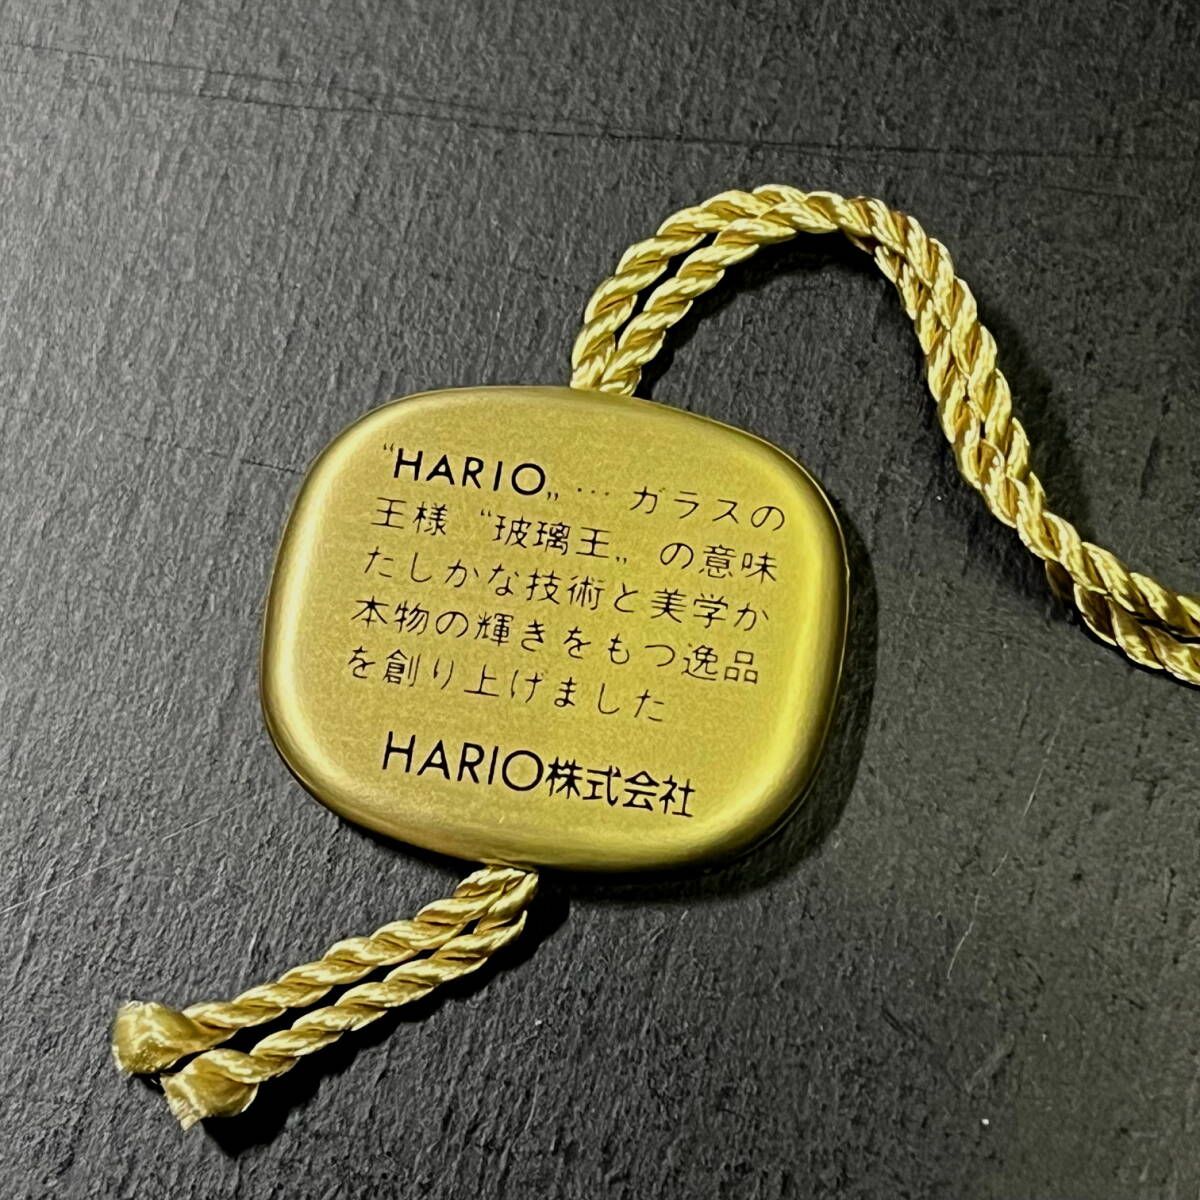 “HARIO„ … ガラスの
王様 “玻璃王„ の意味
たしかな技術と美学が
本物の輝きをもつ逸品
を創り上げました
HARIO株式会社